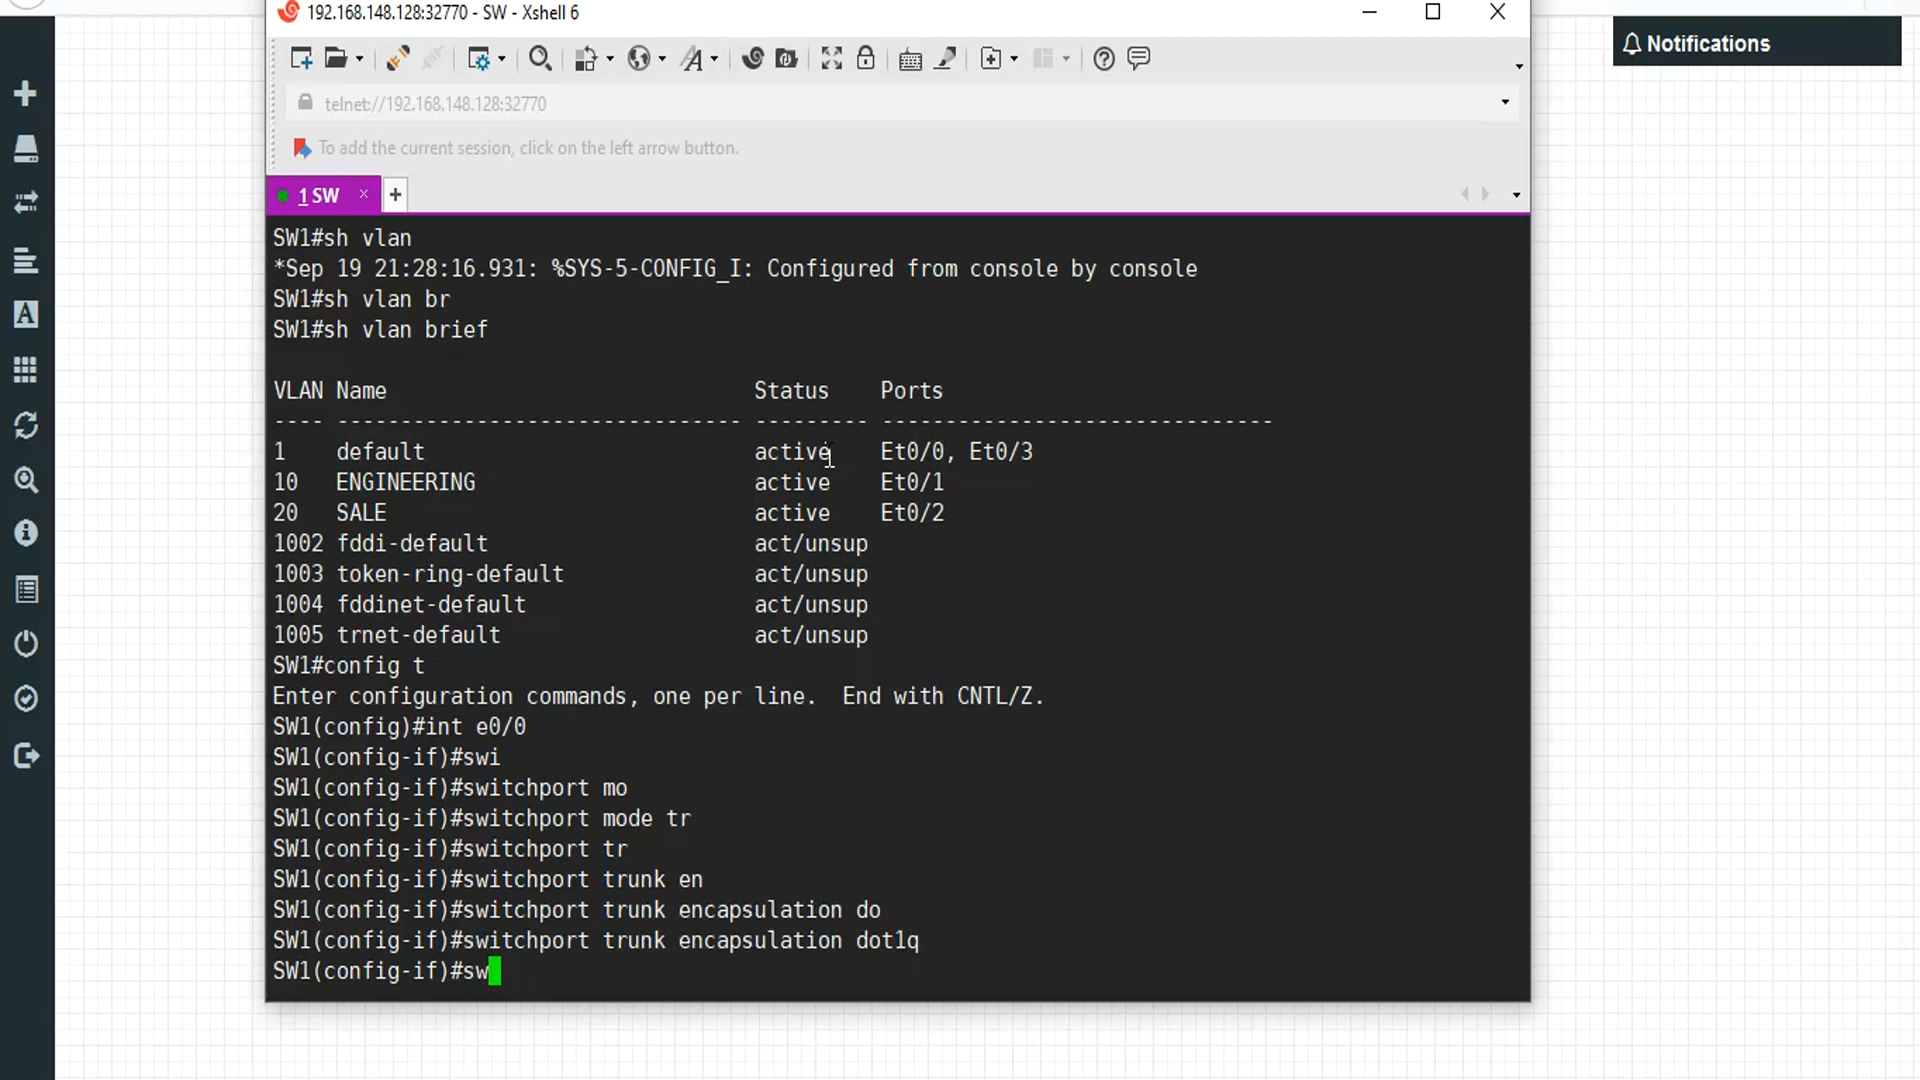 192.168.148.128:32770 - SW - Xshell 6
Notifications
telnet://192.168.148.128:32770
To add the current session, click on the left arrow button.
1 SW × +
SW1#sh vlan
*Sep 19 21:28:16.931: %SYS-5-CONFIG_I: Configured from console by console
SW1#sh vlan br
SW1#sh vlan brief
VLAN Name Status Ports
---- -------------------------------- --------- -------------------------------
1 default active Et0/0, Et0/3
10 ENGINEERING active Et0/1
20 SALE active Et0/2
1002 fddi-default act/unsup
1003 token-ring-default act/unsup
1004 fddinet-default act/unsup
1005 trnet-default act/unsup
SW1#config t
Enter configuration commands, one per line. End with CNTL/Z.
SW1(config)#int e0/0
SW1(config-if)#swi
SW1(config-if)#switchport mo
SW1(config-if)#switchport mode tr
SW1(config-if)#switchport tr
SW1(config-if)#switchport trunk en
SW1(config-if)#switchport trunk encapsulation do
SW1(config-if)#switchport trunk encapsulation dot1q
SW1(config-if)#sw